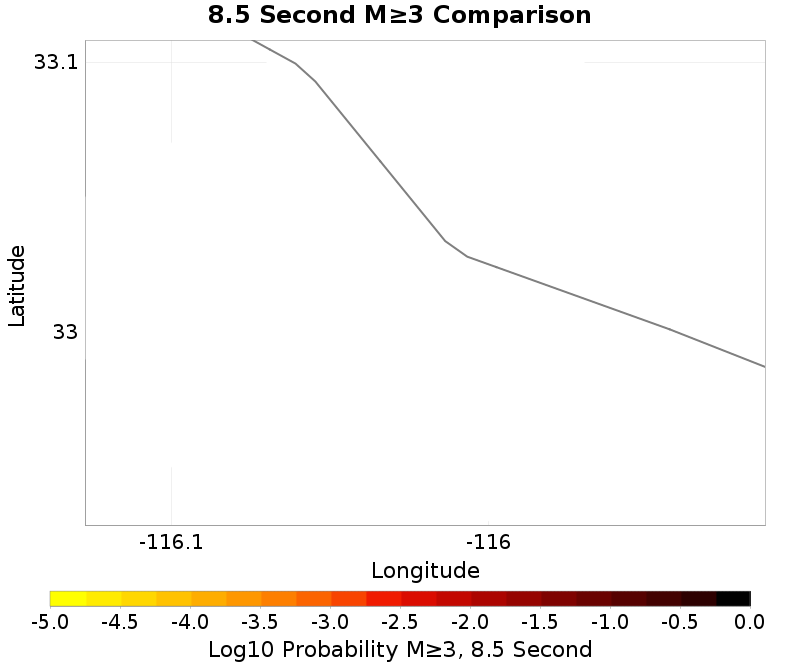 8.5 Second M≥3 Comparison
33.1
33
Latitude
-116.1
-116
Longitude
-5.0 -4.5 -4.0 -3.5 -3.0 -2.5 -2.0 -1.5 -1.0 -0.5 0.0
Log10 Probability M≥3, 8.5 Second